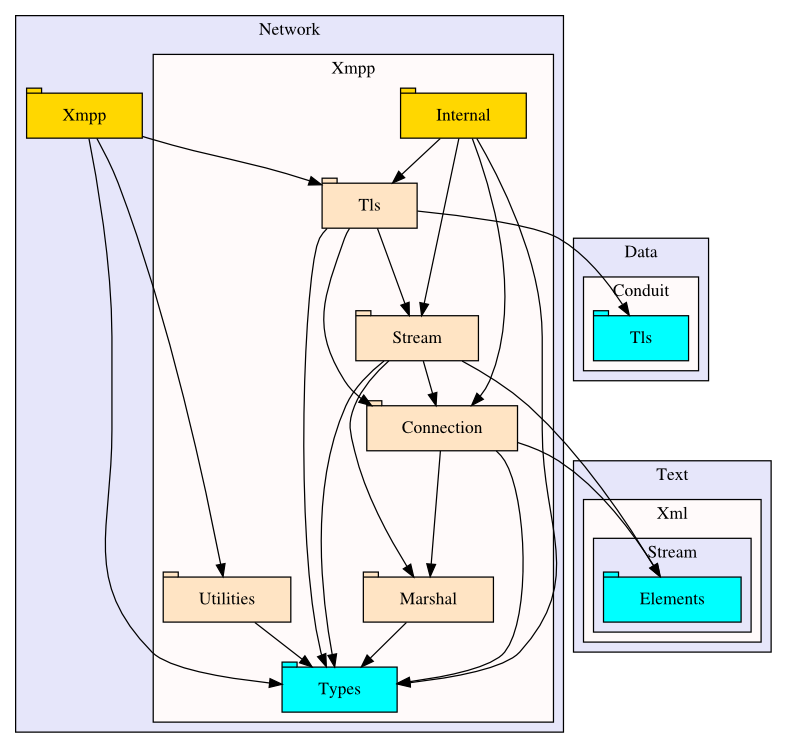 Network
Xmpp
Xmpp
Internal
Tls
Data
Conduit
Tls
Stream
Connection
Text
Xml
Stream
Elements
Utilities
Marshal
Types